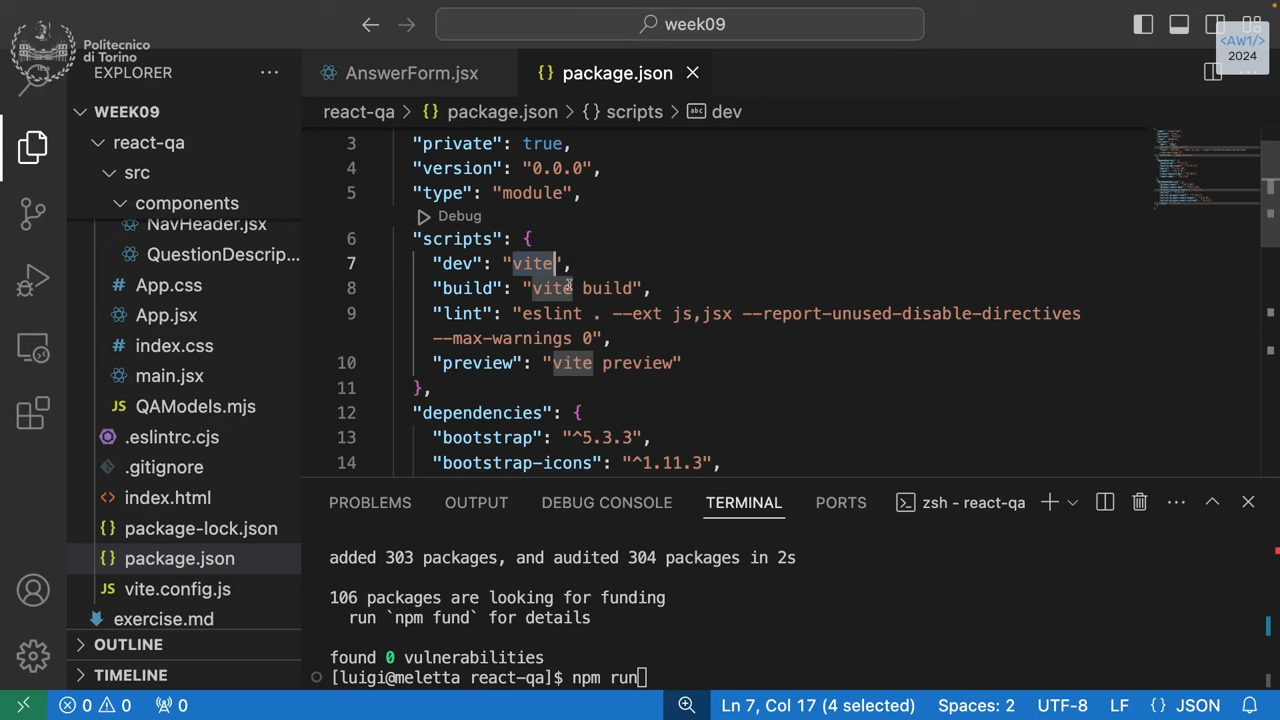 week09
Politecnico
di Torino
<AW1/>
2024
EXPLORER
AnswerForm.jsx
{} package.json
WEEK09
react-qa > {} package.json > {} scripts > abc dev
react-qa
src
components
NavHeader.jsx
QuestionDescrip...
App.css
App.jsx
index.css
main.jsx
JS QAModels.mjs
.eslintrc.cjs
.gitignore
<> index.html
{} package-lock.json
{} package.json
JS vite.config.js
exercise.md
OUTLINE
TIMELINE
3 "private": true,
4 "version": "0.0.0",
5 "type": "module",
Debug
6 "scripts": {
7 "dev": "vite",
8 "build": "vite build",
9 "lint": "eslint . --ext js,jsx --report-unused-disable-directives
--max-warnings 0",
10 "preview": "vite preview"
11 },
12 "dependencies": {
13 "bootstrap": "^5.3.3",
14 "bootstrap-icons": "^1.11.3",
PROBLEMS OUTPUT DEBUG CONSOLE TERMINAL PORTS zsh - react-qa
added 303 packages, and audited 304 packages in 2s
106 packages are looking for funding
run `npm fund` for details
found 0 vulnerabilities
[luigi@meletta react-qa]$ npm run
0 0 0 Ln 7, Col 17 (4 selected) Spaces: 2 UTF-8 LF {} JSON